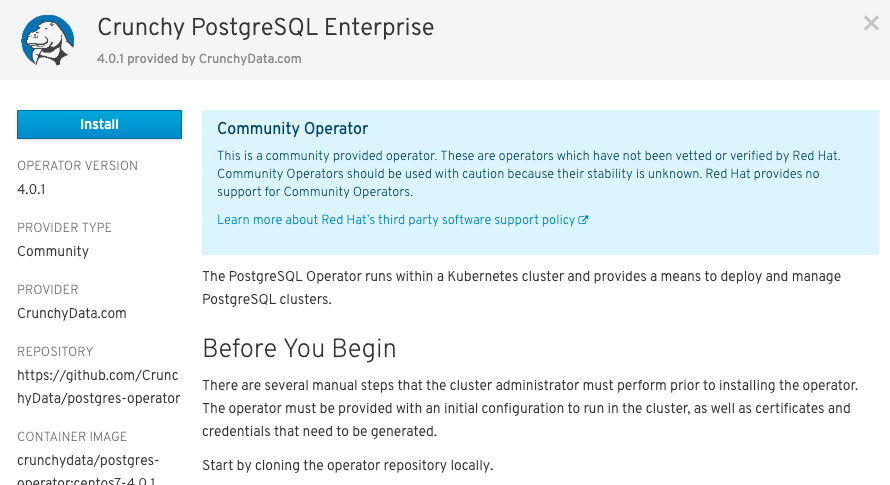 Crunchy PostgreSQL Enterprise
4.0.1 provided by CrunchyData.com
Install
OPERATOR VERSION
4.0.1
PROVIDER TYPE
Community
PROVIDER
CrunchyData.com
REPOSITORY
https://github.com/Crunc
hyData/postgres-operator
CONTAINER IMAGE
crunchydata/postgres-
operator:centos7-4.0.1
Community Operator
This is a community provided operator. These are operators which have not been vetted or verified by Red Hat.
Community Operators should be used with caution because their stability is unknown. Red Hat provides no
support for Community Operators.
Learn more about Red Hat's third party software support policy
The PostgreSQL Operator runs within a Kubernetes cluster and provides a means to deploy and manage
PostgreSQL clusters.
Before You Begin
There are several manual steps that the cluster administrator must perform prior to installing the operator.
The operator must be provided with an initial configuration to run in the cluster, as well as certificates and
credentials that need to be generated.
Start by cloning the operator repository locally.